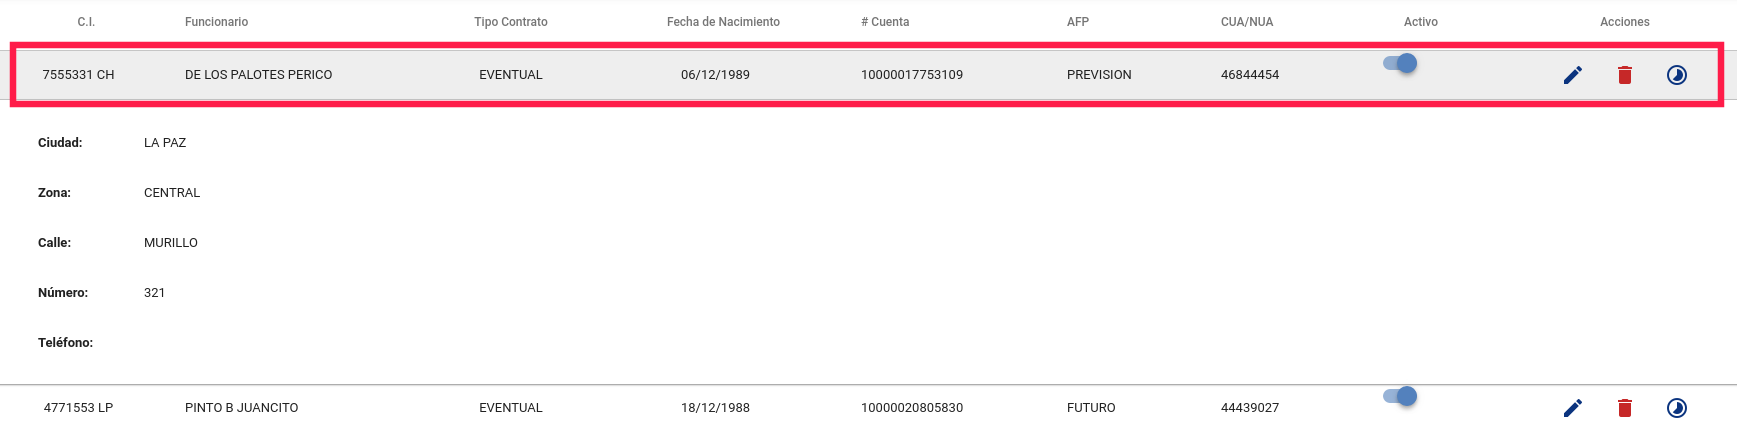 C.I. Funcionario Tipo Contrato Fecha de Nacimiento # Cuenta AFP CUA/NUA Activo Acciones
7555331 CH DE LOS PALOTES PERICO EVENTUAL 06/12/1989 10000017753109 PREVISION 46844454
Ciudad: LA PAZ
Zona: CENTRAL
Calle: MURILLO
Número: 321
Teléfono:
4771553 LP PINTO B JUANCITO EVENTUAL 18/12/1988 10000020805830 FUTURO 44439027